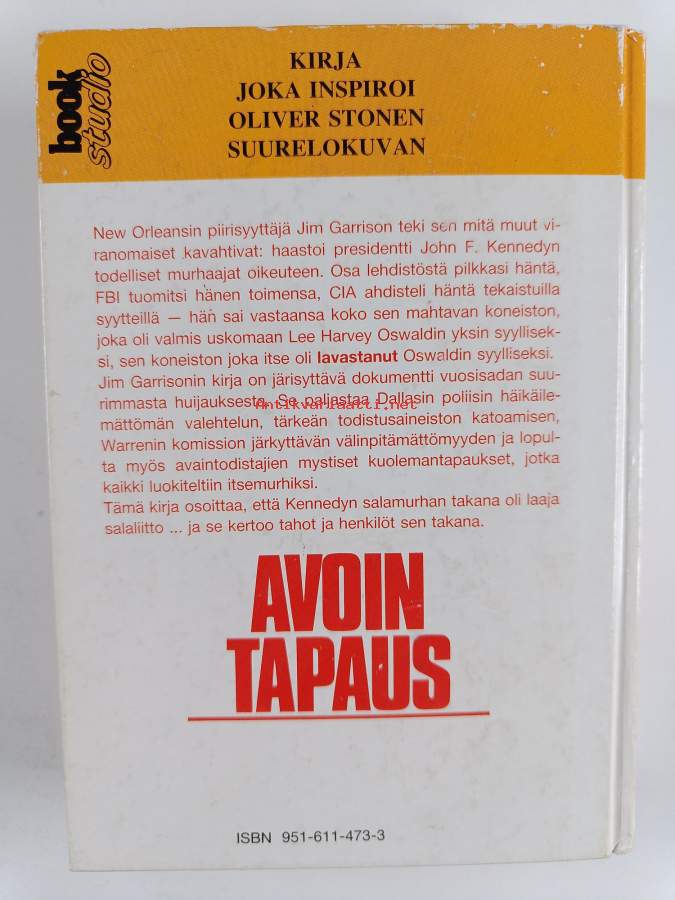 book
studio
KIRJA
JOKA INSPIROI
OLIVER STONEN
SUURELOKUVAN
New Orleansin piirisyyttäjä Jim Garrison teki sen mitä muut vi-
ranomaiset kavahtivat: haastoi presidentti John F. Kennedyn
todelliset murhaajat oikeuteen. Osa lehdistöstä pilkkasi häntä,
FBI tuomitsi hänen toimensa, CIA ahdisteli häntä tekaistuilla
syytteillä — hän sai vastaansa koko sen mahtavan koneiston,
joka oli valmis uskomaan Lee Harvey Oswaldin yksin syyllisek-
si, sen koneiston joka itse oli lavastanut Oswaldin syylliseksi.
Jim Garrisonin kirja on järisyttävä dokumentti vuosisadan suu-
rimmasta huijauksesta. Se paljastaa Dallasin poliisin häikäile-
Antikvariaatti.net
mättömän valehtelun, tärkeän todistusaineiston katoamisen,
Warrenin komission järkyttävän välinpitämättömyyden ja lopul-
ta myös avaintodistajien mystiset kuolemantapaukset, jotka
kaikki luokiteltiin itsemurhiksi.
Tämä kirja osoittaa, että Kennedyn salamurhan takana oli laaja
salaliitto ... ja se kertoo tahot ja henkilöt sen takana.
AVOIN
TAPAUS
ISBN 951-611-473-3